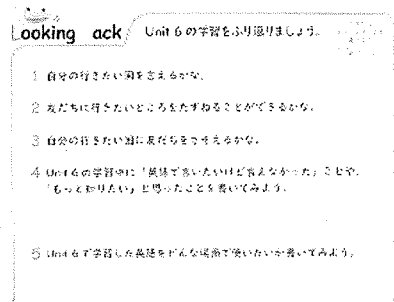 ooking ack
Unit 6 の学習をふり返りましょう。
1 自分の行きたい国を言えるかな。
2 友だちに行きたいところをたずねることができるかな。
3 自分の行きたい国に友だちをさそえるかな。
4 Unit 6 の学習中に「英語で言いたいけど言えなかった」ことや、
「もっと知りたい」と思ったことを書いてみよう。
5 Unit 6 で学習した英語をどんな場面で使いたいか書いてみよう。